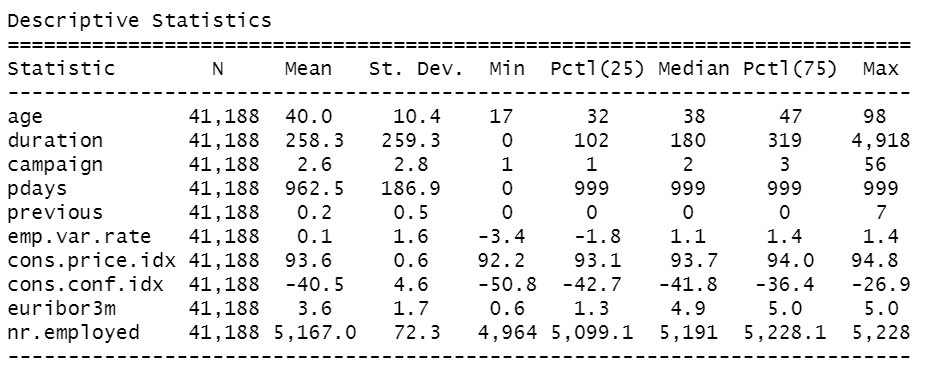 Descriptive Statistics
==========================================================================
Statistic N Mean St. Dev. Min Pctl(25) Median Pctl(75) Max
--------------------------------------------------------------------------
age 41,188 40.0 10.4 17 32 38 47 98
duration 41,188 258.3 259.3 0 102 180 319 4,918
campaign 41,188 2.6 2.8 1 1 2 3 56
pdays 41,188 962.5 186.9 0 999 999 999 999
previous 41,188 0.2 0.5 0 0 0 0 7
emp.var.rate 41,188 0.1 1.6 -3.4 -1.8 1.1 1.4 1.4
cons.price.idx 41,188 93.6 0.6 92.2 93.1 93.7 94.0 94.8
cons.conf.idx 41,188 -40.5 4.6 -50.8 -42.7 -41.8 -36.4 -26.9
euribor3m 41,188 3.6 1.7 0.6 1.3 4.9 5.0 5.0
nr.employed 41,188 5,167.0 72.3 4,964 5,099.1 5,191 5,228.1 5,228
--------------------------------------------------------------------------